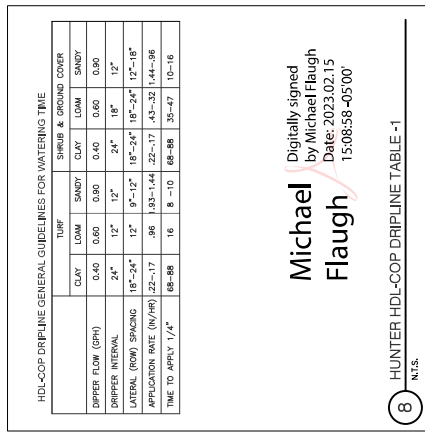 HDL-COP DRIPLINE GENERAL GUIDELINES FOR WATERING TIME
TURF SHRUB & GROUND COVER
CLAY LOAM SANDY CLAY LOAM SANDY
DIPPER FLOW (GPH) 0.40 0.60 0.90 0.40 0.60 0.90
DRIPPER INTERVAL 24" 12" 12" 24" 18" 12"
LATERAL (ROW) SPACING 18"-24" 12" 9"-12" 18"-24" 18"-24" 12"-18"
APPLICATION RATE (IN/HR) .22-.17 .96 1.93-1.44 .22-.17 .43-.32 1.44-.96
TIME TO APPLY 1/4" 68-88 16 8 -10 68-88 35-47 10-16
Michael
Flaugh
Digitally signed
by Michael Flaugh
Date: 2023.02.15
15:08:58 -05'00'
8 HUNTER HDL-COP DRIPLINE TABLE -1
N.T.S.